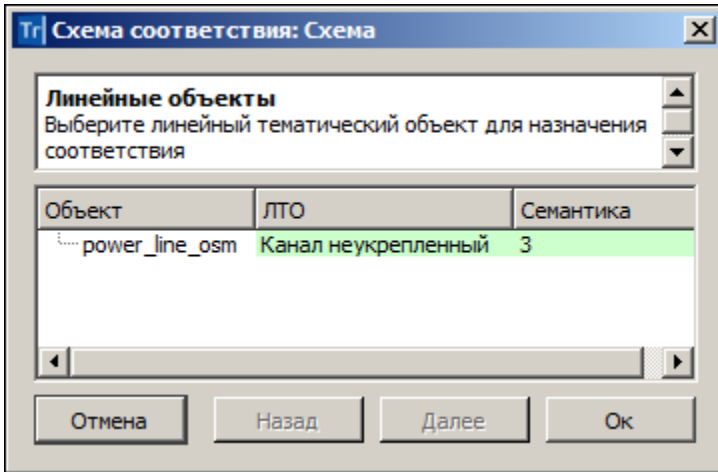 Tr Схема соответствия: Схема
Линейные объекты
Выберите линейный тематический объект для назначения
соответствия
Объект ЛТО Семантика
power_line_osm Канал неукрепленный 3
Отмена Назад Далее Ок